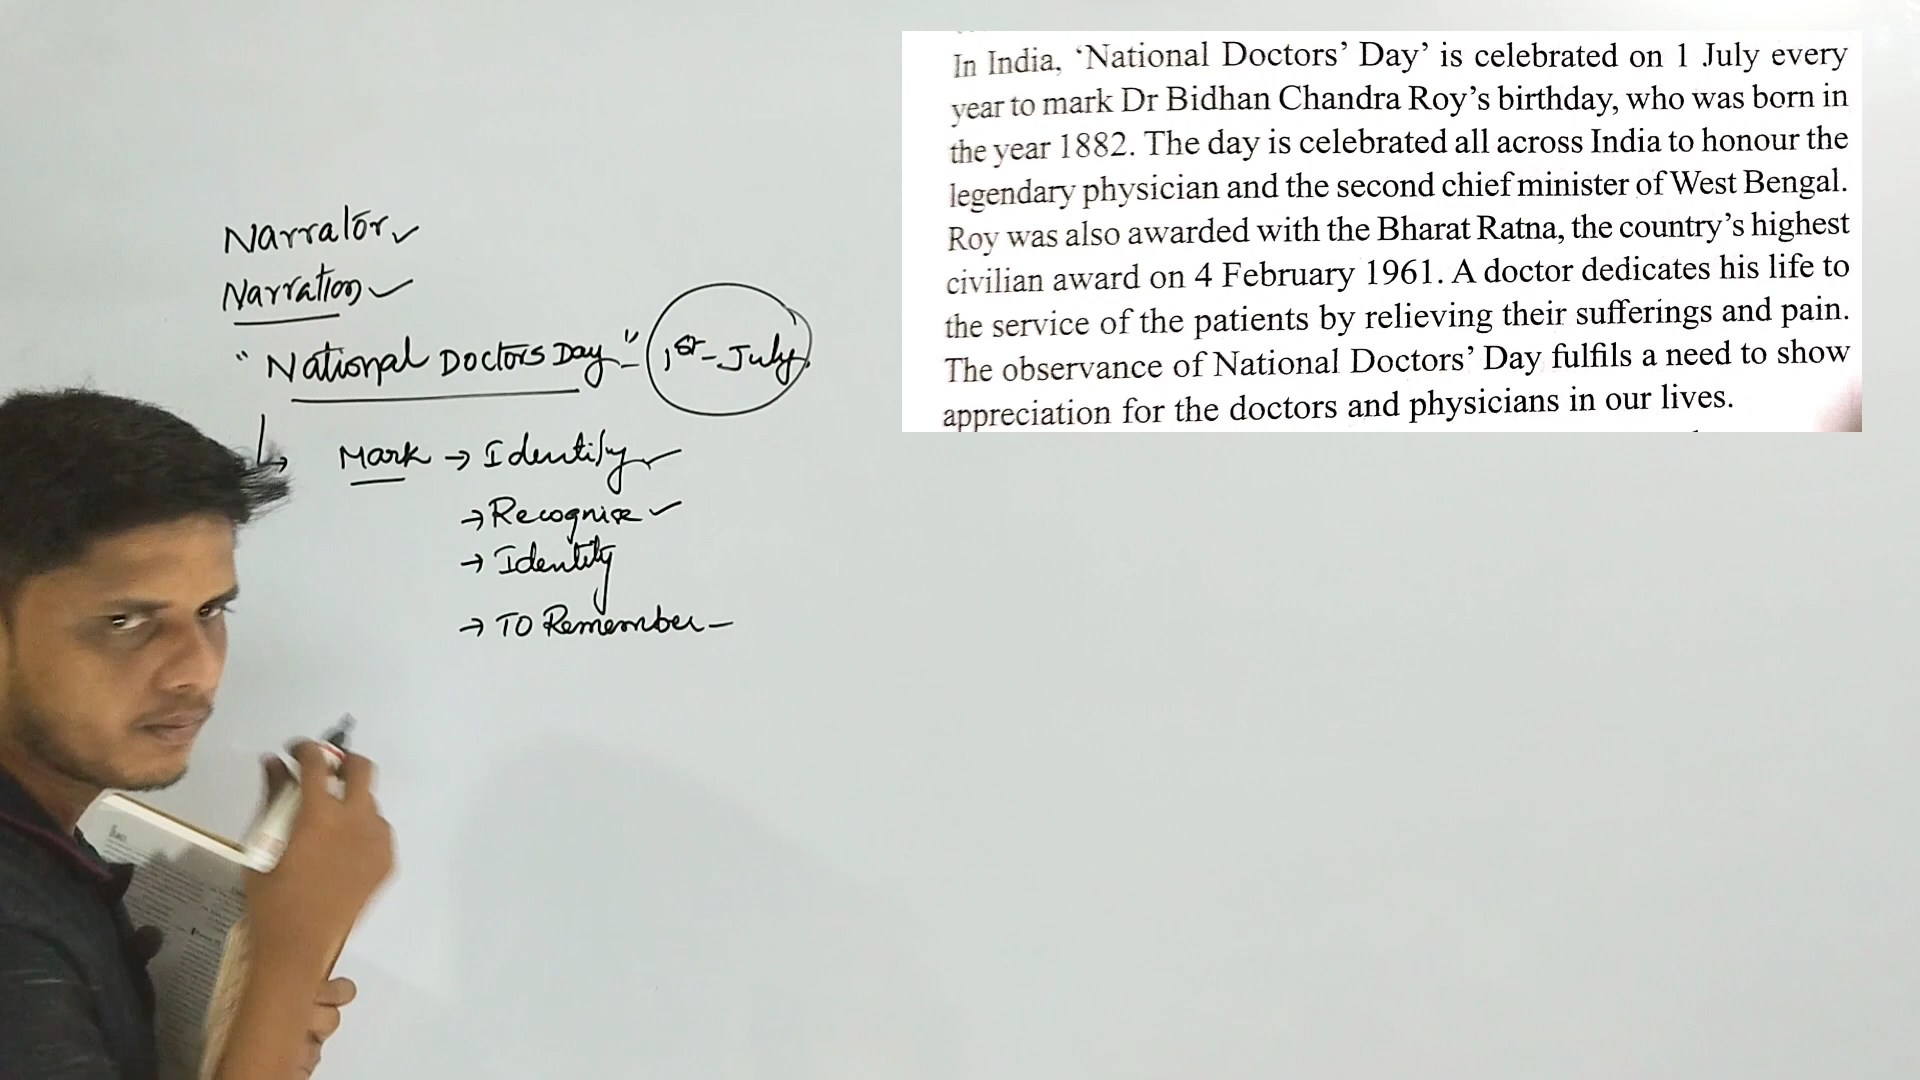 Narrator
Narration
"National Doctors Day" - 1st - July.
Mark → Identify
→ Recognise
→ Identity
→ To Remember -
In India, ‘National Doctors’ Day’ is celebrated on 1 July every
year to mark Dr Bidhan Chandra Roy’s birthday, who was born in
the year 1882. The day is celebrated all across India to honour the
legendary physician and the second chief minister of West Bengal.
Roy was also awarded with the Bharat Ratna, the country’s highest
civilian award on 4 February 1961. A doctor dedicates his life to
the service of the patients by relieving their sufferings and pain.
The observance of National Doctors’ Day fulfils a need to show
appreciation for the doctors and physicians in our lives.